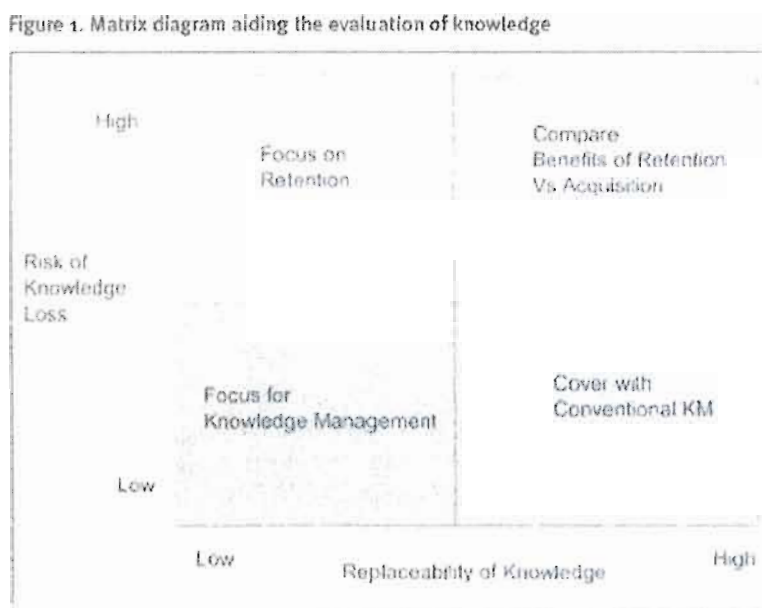 Figure 1. Matrix diagram aiding the evaluation of knowledge
High
Focus on
Retention
Compare
Benefits of Retention
Vs Acquisition
Risk of
Knowledge
Loss
Focus for
Knowledge Management
Cover with
Conventional KM
Low
Low
Replaceability of Knowledge
High